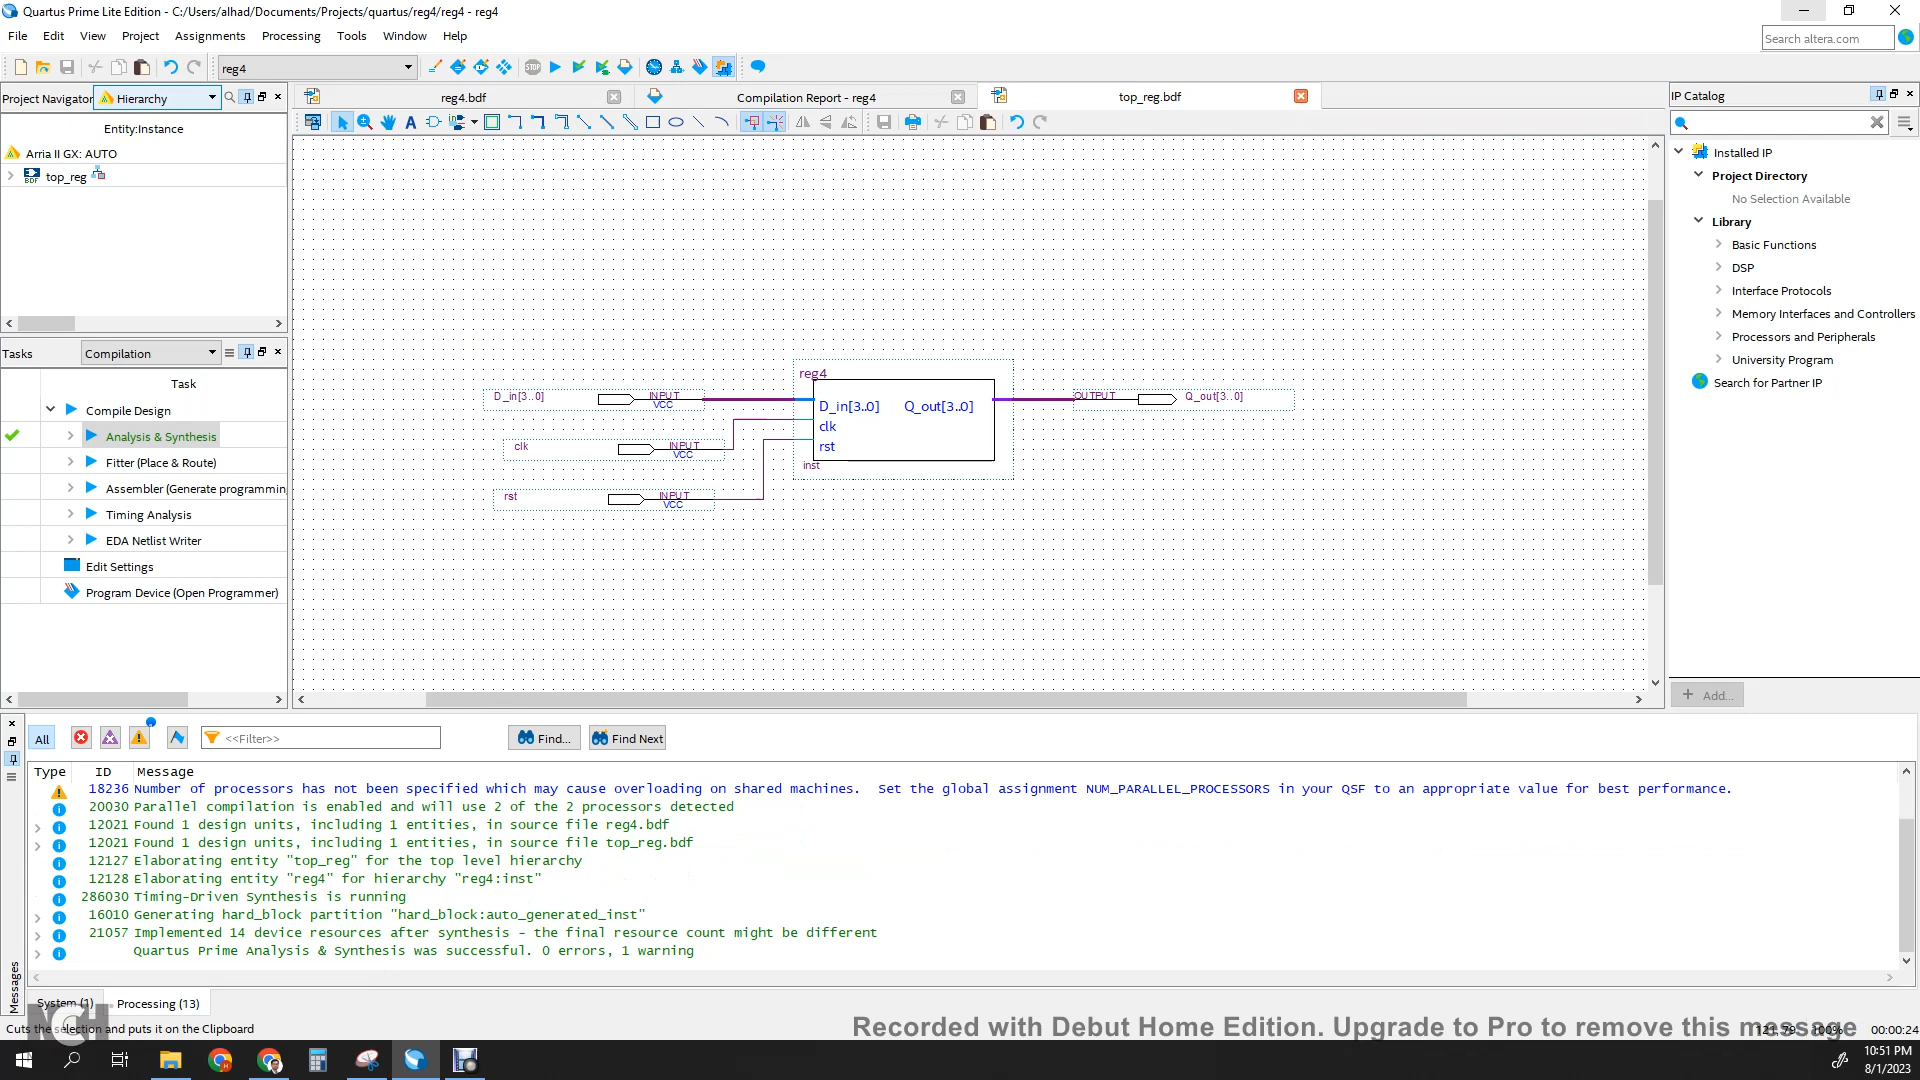 Quartus Prime Lite Edition - C:/Users/alhad/Documents/Projects/quartus/reg4/reg4 - reg4
File Edit View Project Assignments Processing Tools Window Help
Search altera.com
reg4
Project Navigator Hierarchy
reg4.bdf
Compilation Report - reg4
top_reg.bdf
IP Catalog
Entity:Instance
Arria II GX: AUTO
top_reg
Installed IP
Project Directory
No Selection Available
Library
Basic Functions
DSP
Interface Protocols
Memory Interfaces and Controllers
Processors and Peripherals
University Program
Search for Partner IP
Add...
Tasks Compilation
Task
Compile Design
Analysis & Synthesis
Fitter (Place & Route)
Assembler (Generate programmin
Timing Analysis
EDA Netlist Writer
Edit Settings
Program Device (Open Programmer)
reg4
D_in[3..0] INPUT VCC
clk INPUT VCC
rst INPUT VCC
D_in[3..0] Q_out[3..0]
clk
rst
inst
OUTPUT Q_out[3..0]
All <<Filter>> Find... Find Next
Type ID Message
18236 Number of processors has not been specified which may cause overloading on shared machines.  Set the global assignment NUM_PARALLEL_PROCESSORS in your QSF to an appropriate value for best performance.
20030 Parallel compilation is enabled and will use 2 of the 2 processors detected
12021 Found 1 design units, including 1 entities, in source file reg4.bdf
12021 Found 1 design units, including 1 entities, in source file top_reg.bdf
12127 Elaborating entity "top_reg" for the top level hierarchy
12128 Elaborating entity "reg4" for hierarchy "reg4:inst"
286030 Timing-Driven Synthesis is running
16010 Generating hard_block partition "hard_block:auto_generated_inst"
21057 Implemented 14 device resources after synthesis - the final resource count might be different
Quartus Prime Analysis & Synthesis was successful. 0 errors, 1 warning
Messages
System (1) Processing (13)
NCH
Cuts the selection and puts it on the Clipboard
Recorded with Debut Home Edition. Upgrade to Pro to remove this message
121, 79 100% 00:00:24
10:51 PM
8/1/2023